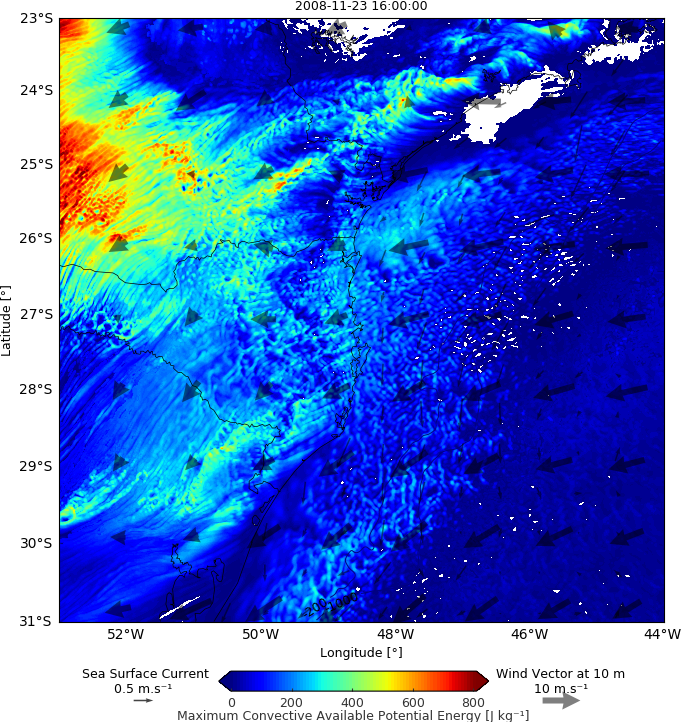 2008-11-23 16:00:00
23°S
24°S
25°S
26°S
27°S
28°S
29°S
30°S
31°S
Latitude [°]
52°W 50°W 48°W 46°W 44°W
Longitude [°]
Sea Surface Current
0.5 m.s⁻¹
Wind Vector at 10 m
10 m.s⁻¹
0 200 400 600 800
Maximum Convective Available Potential Energy [J kg⁻¹]